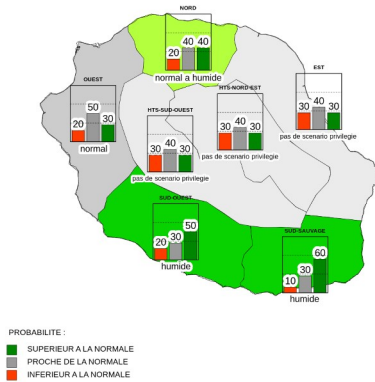 NORD
20 40 40
normal a humide
OUEST
20 50 30
normal
HTS-SUD-OUEST
30 40 30
pas de scenario privilegie
HTS-NORD-EST
30 40 30
pas de scenario privilegie
EST
30 40 30
pas de scenario privilegie
SUD-OUEST
20 30 50
humide
SUD-SAUVAGE
10 30 60
humide
PROBABILITE :
SUPERIEUR A LA NORMALE
PROCHE DE LA NORMALE
INFERIEUR A LA NORMALE